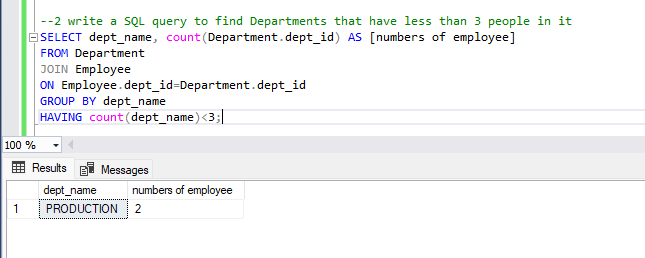 --2 write a SQL query to find Departments that have less than 3 people in it
SELECT dept_name, count(Department.dept_id) AS [numbers of employee]
FROM Department
JOIN Employee
ON Employee.dept_id=Department.dept_id
GROUP BY dept_name
HAVING count(dept_name)<3;
100 %
Results Messages
dept_name numbers of employee
1 PRODUCTION 2